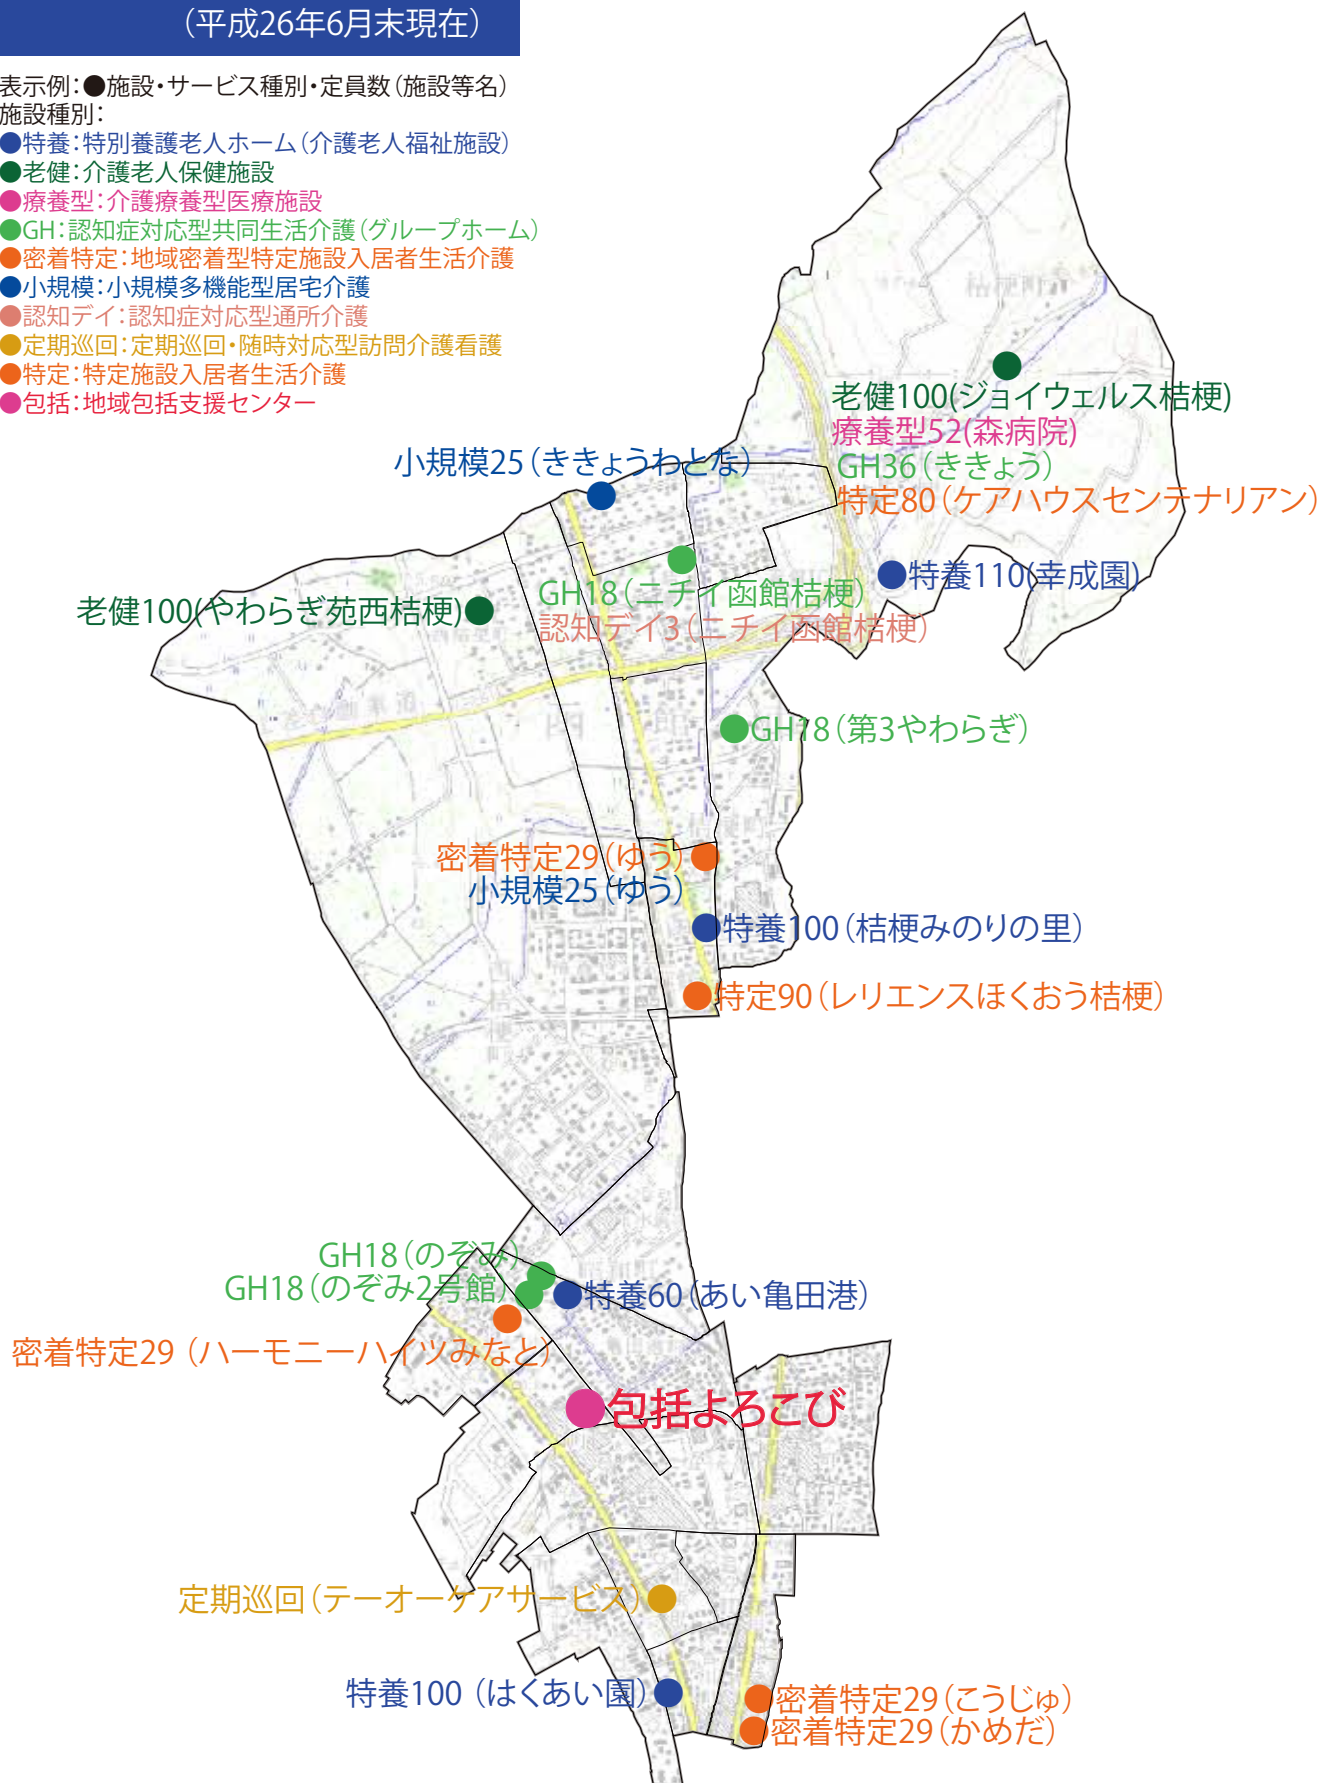 （平成26年6月末現在）
表示例：●施設・サービス種別・定員数（施設等名）
施設種別：
●特養：特別養護老人ホーム（介護老人福祉施設）
●老健：介護老人保健施設
●療養型：介護療養型医療施設
●GH：認知症対応型共同生活介護（グループホーム）
●密着特定：地域密着型特定施設入居者生活介護
●小規模：小規模多機能型居宅介護
●認知デイ：認知症対応型通所介護
●定期巡回：定期巡回・随時対応型訪問介護看護
●特定：特定施設入居者生活介護
●包括：地域包括支援センター
老健100(ジョイウェルス桔梗)
療養型52(森病院)
GH36（ききょう）
特定80（ケアハウスセンテナリアン）
小規模25（ききょうわとな）
特養110(幸成園)
GH18（ニチイ函館桔梗）
認知デイ3（ニチイ函館桔梗）
老健100(やわらぎ苑西桔梗)
GH18（第3やわらぎ）
密着特定29（ゆう）
小規模25（ゆう）
特養100（桔梗みのりの里）
特定90（レリエンスほくおう桔梗）
GH18（のぞみ）
GH18（のぞみ2号館）
特養60（あい亀田港）
密着特定29（ハーモニーハイツみなと）
包括よろこび
定期巡回（テーオーケアサービス）
特養100（はくあい園）
密着特定29（こうじゅ）
密着特定29（かめだ）